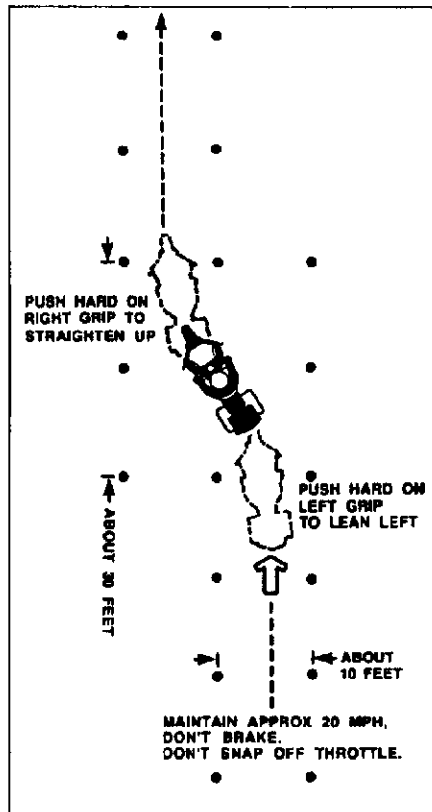 PUSH HARD ON
RIGHT GRIP TO
STRAIGHTEN UP
PUSH HARD ON
LEFT GRIP
TO LEAN LEFT
ABOUT 30 FEET
ABOUT
10 FEET
MAINTAIN APPROX 20 MPH,
DON'T BRAKE.
DON'T SNAP OFF THROTTLE.